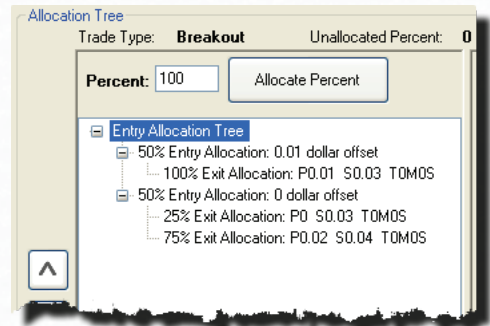 Allocation Tree
Trade Type: Breakout Unallocated Percent: 0
Percent: 100 Allocate Percent
Entry Allocation Tree
50% Entry Allocation: 0.01 dollar offset
100% Exit Allocation: P0.01 S0.03 T0M0S
50% Entry Allocation: 0 dollar offset
25% Exit Allocation: P0 S0.03 T0M0S
75% Exit Allocation: P0.02 S0.04 T0M0S